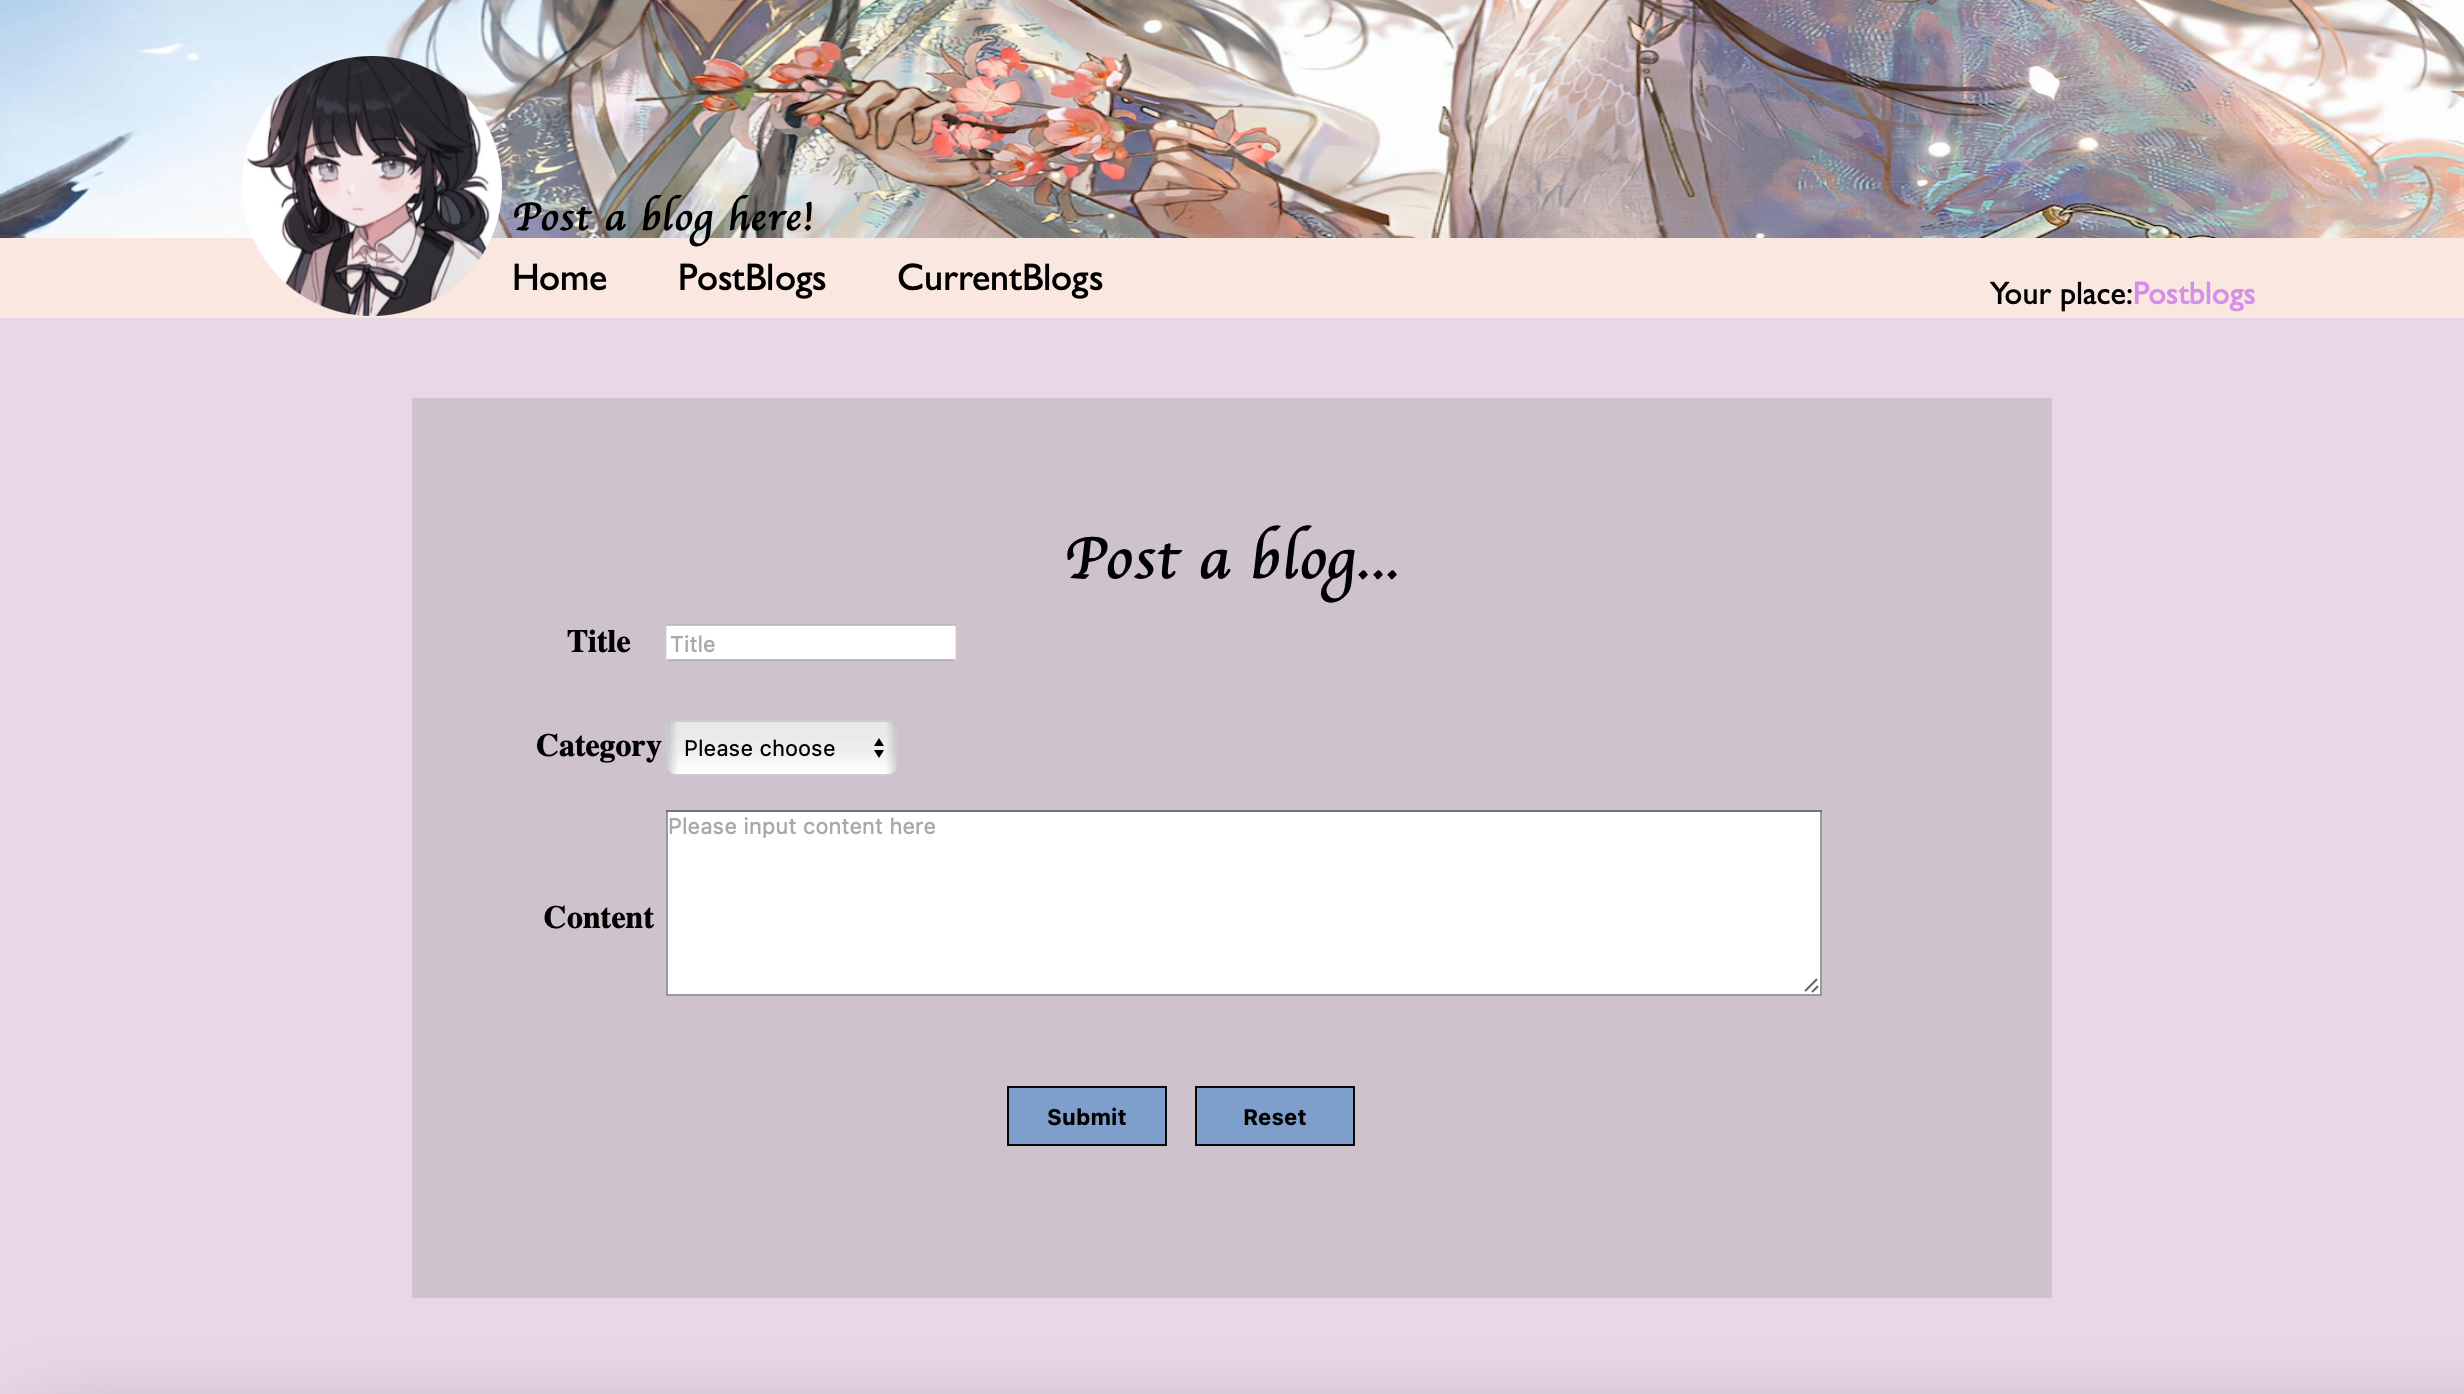 Post a blog here!
Home PostBlogs CurrentBlogs
Your place:Postblogs
Post a blog...
Title Title
Category Please choose
Please input content here
Content
Submit Reset